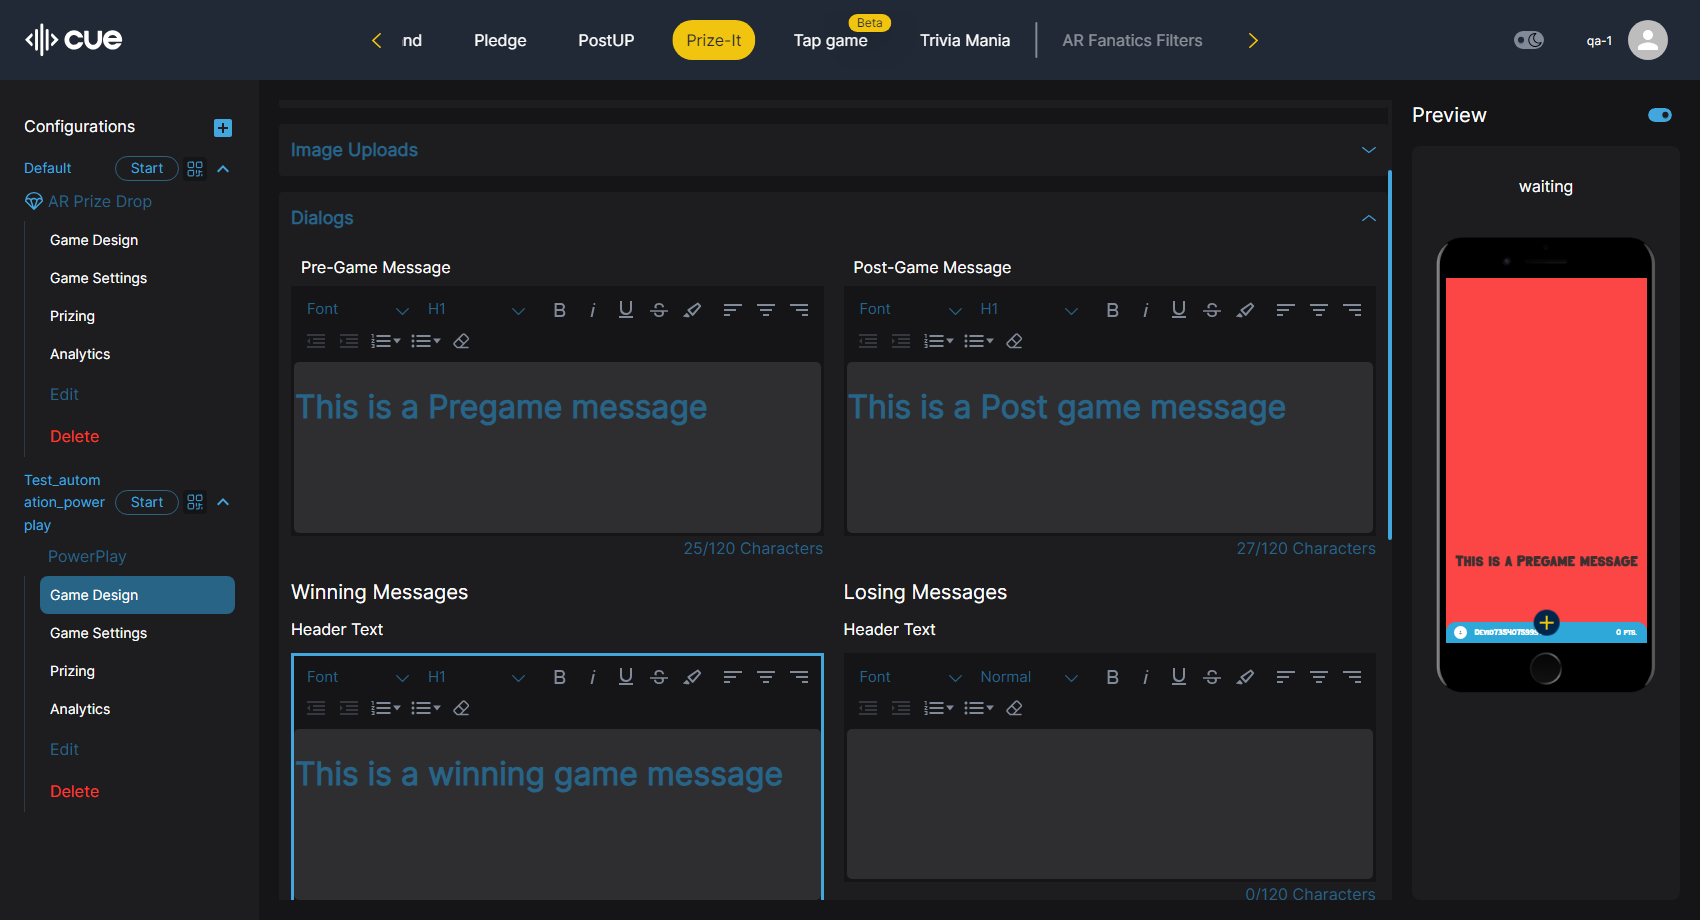 cue
nd
Pledge
PostUP
Prize-It
Beta
Tap game
Trivia Mania
AR Fanatics Filters
qa-1
Configurations
Default
Start
AR Prize Drop
Game Design
Game Settings
Prizing
Analytics
Edit
Delete
Test_autom
ation_power
play
Start
PowerPlay
Game Design
Game Settings
Prizing
Analytics
Edit
Delete
Image Uploads
Dialogs
Pre-Game Message
Font
H1
B i U S
This is a Pregame message
25/120 Characters
Post-Game Message
Font
H1
B i U S
This is a Post game message
27/120 Characters
Winning Messages
Header Text
Font
H1
B i U S
This is a winning game message
Losing Messages
Header Text
Font
Normal
B i U S
0/120 Characters
Preview
waiting
This is a Pregame message
0 pts.